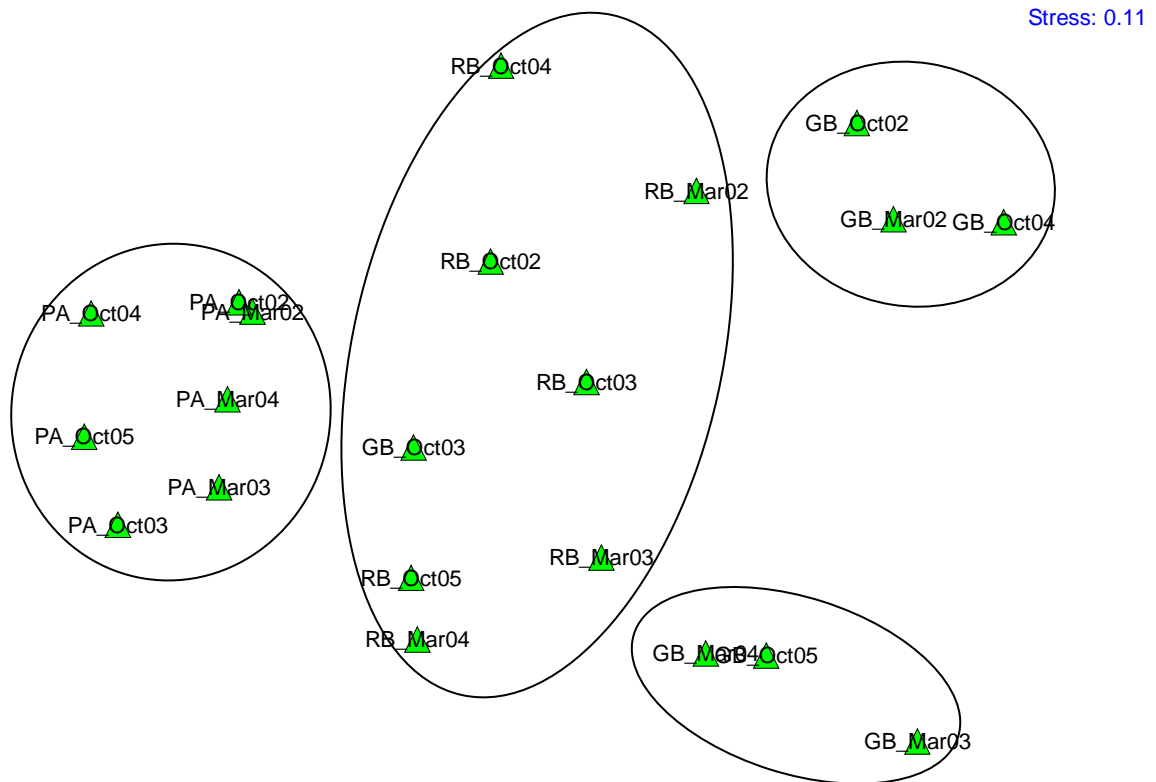 Stress: 0.11
RB_Oct04
GB_Oct02
RB_Mar02
GB_Mar02
GB_Oct04
RB_Oct02
PA_Oct04
PA_Oct02
PA_Mar02
RB_Oct03
PA_Mar04
PA_Oct05
GB_Oct03
PA_Mar03
PA_Oct03
RB_Mar03
RB_Oct05
RB_Mar04
GB_Mar04
GB_Oct05
GB_Mar03